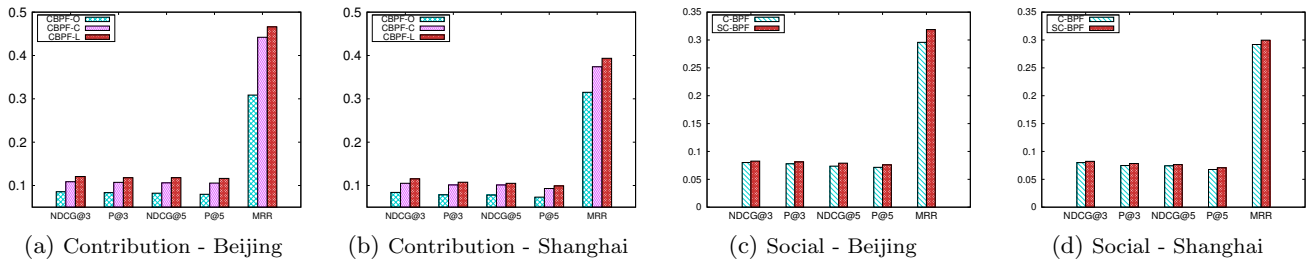 0.5
0.4
0.3
0.2
0.1
CBPF-O
CBPF-C
CBPF-L
NDCG@3 P@3 NDCG@5 P@5 MRR
(a) Contribution - Beijing
0.5
0.4
0.3
0.2
0.1
CBPF-O
CBPF-C
CBPF-L
NDCG@3 P@3 NDCG@5 P@5 MRR
(b) Contribution - Shanghai
0.35
0.3
0.25
0.2
0.15
0.1
0.05
0
C-BPF
SC-BPF
NDCG@3 P@3 NDCG@5 P@5 MRR
(c) Social - Beijing
0.35
0.3
0.25
0.2
0.15
0.1
0.05
0
C-BPF
SC-BPF
NDCG@3 P@3 NDCG@5 P@5 MRR
(d) Social - Shanghai